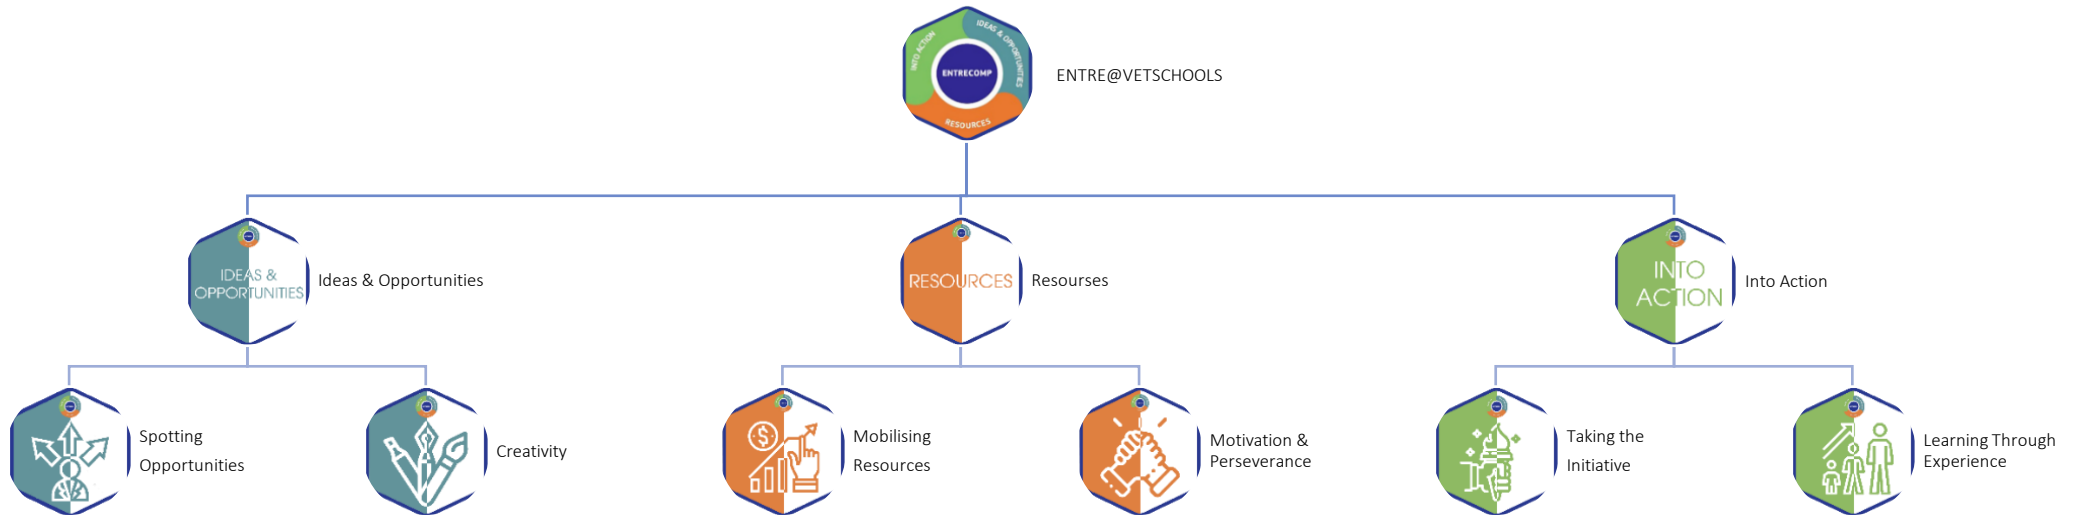 INTO ACTION
IDEAS & OPPORTUNITIES
ENTRECOMP
RESOURCES
ENTRE@VETSCHOOLS
IDEAS &
OPPORTUNITIES
Ideas & Opportunities
RESOURCES
Resourses
INTO
ACTION
Into Action
Spotting
Opportunities
Creativity
Mobilising
Resources
Motivation &
Perseverance
Taking the
Initiative
Learning Through
Experience